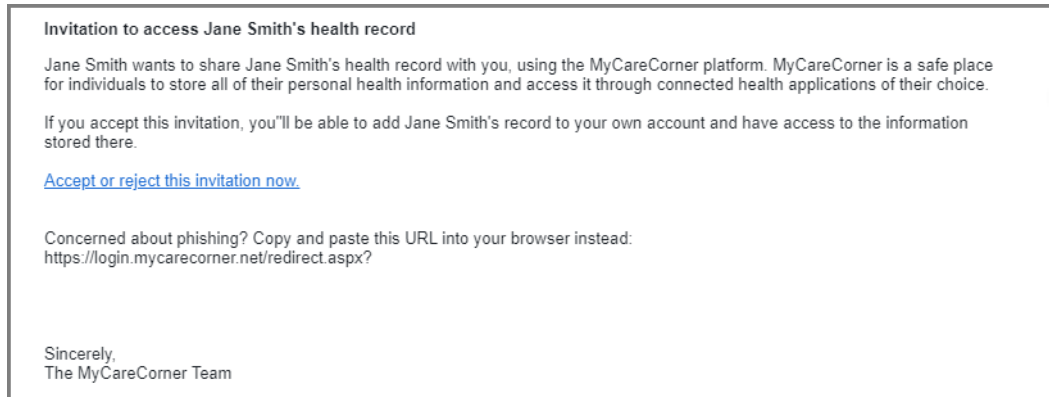 Invitation to access Jane Smith's health record
Jane Smith wants to share Jane Smith's health record with you, using the MyCareCorner platform. MyCareCorner is a safe place
for individuals to store all of their personal health information and access it through connected health applications of their choice.
If you accept this invitation, you"ll be able to add Jane Smith's record to your own account and have access to the information
stored there.
Accept or reject this invitation now.
Concerned about phishing? Copy and paste this URL into your browser instead:
https://login.mycarecorner.net/redirect.aspx?
Sincerely,
The MyCareCorner Team